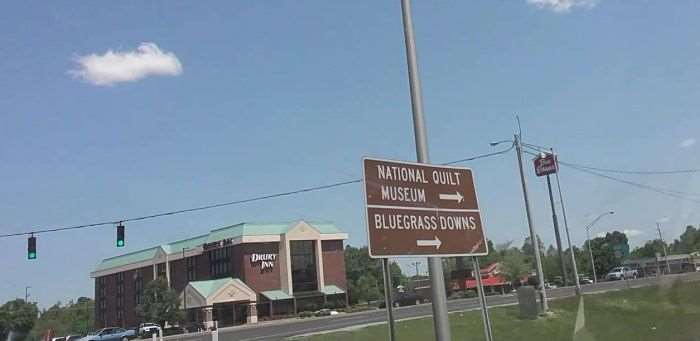 NATIONAL QUILT
MUSEUM
BLUEGRASS DOWNS
DRURY
INN